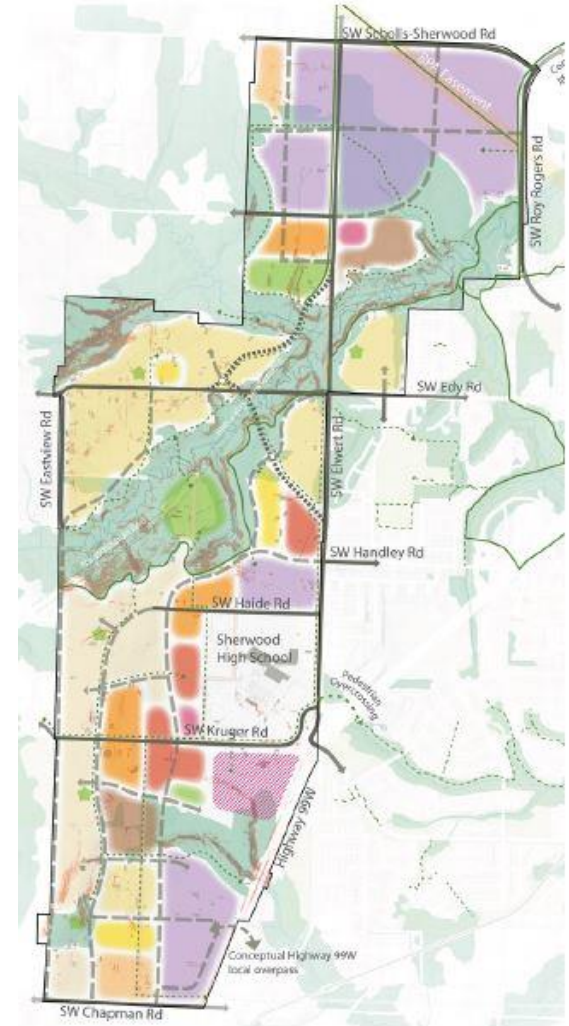 SW Scholls-Sherwood Rd
BPA Easement
SW Roy Rogers Rd
SW Edy Rd
SW Eastview Rd
SW Elwert Rd
SW Handley Rd
SW Haide Rd
Sherwood
High School
pedestrian
overcrossing
SW Kruger Rd
Highway 99W
Conceptual Highway 99W
local overpass
SW Chapman Rd